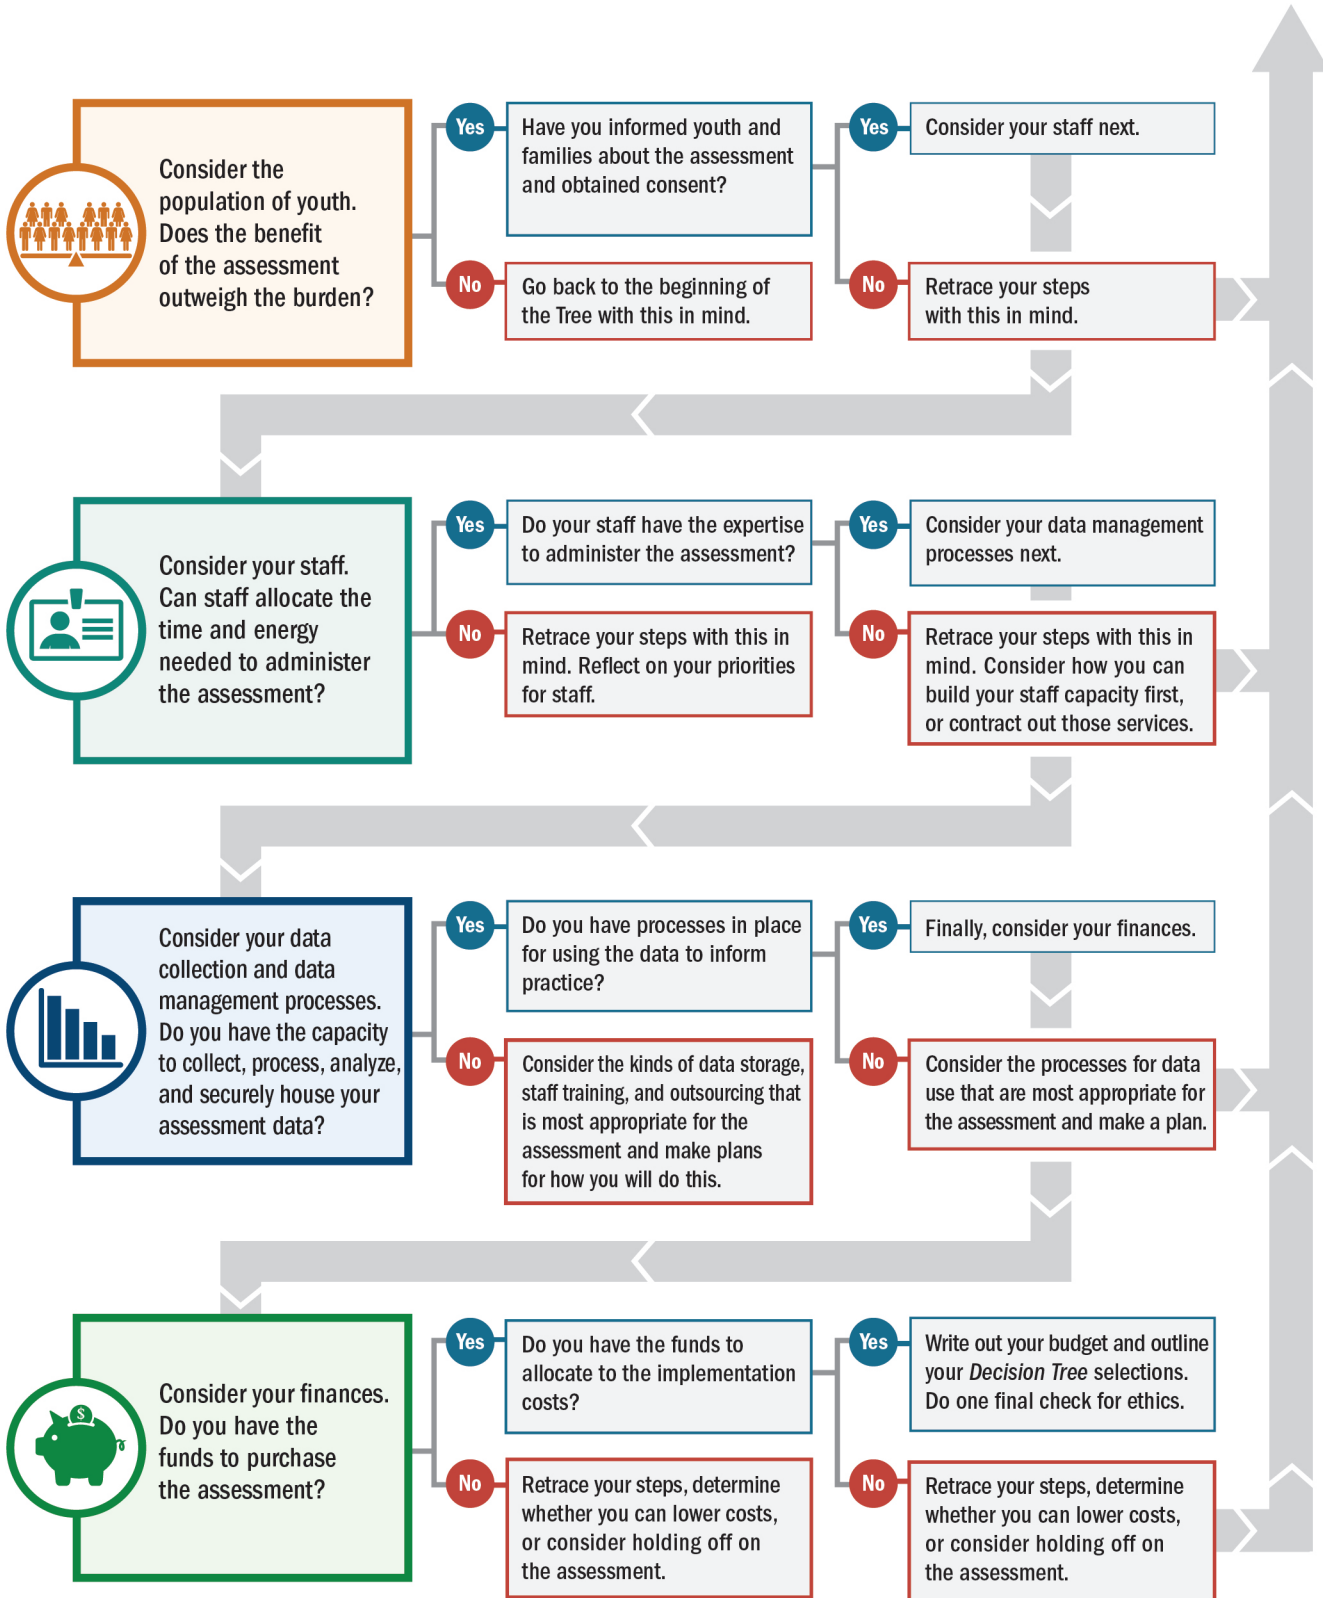 Consider the
population of youth.
Does the benefit
of the assessment
outweigh the burden?
Yes
Have you informed youth and
families about the assessment
and obtained consent?
No
Go back to the beginning of
the Tree with this in mind.
Yes
Consider your staff next.
No
Retrace your steps
with this in mind.
Consider your staff.
Can staff allocate the
time and energy
needed to administer
the assessment?
Yes
Do your staff have the expertise
to administer the assessment?
No
Retrace your steps with this in
mind. Reflect on your priorities
for staff.
Yes
Consider your data management
processes next.
No
Retrace your steps with this in
mind. Consider how you can
build your staff capacity first,
or contract out those services.
Consider your data
collection and data
management processes.
Do you have the capacity
to collect, process, analyze,
and securely house your
assessment data?
Yes
Do you have processes in place
for using the data to inform
practice?
No
Consider the kinds of data storage,
staff training, and outsourcing that
is most appropriate for the
assessment and make plans
for how you will do this.
Yes
Finally, consider your finances.
No
Consider the processes for data
use that are most appropriate for
the assessment and make a plan.
$
Consider your finances.
Do you have the
funds to purchase
the assessment?
Yes
Do you have the funds to
allocate to the implementation
costs?
No
Retrace your steps, determine
whether you can lower costs,
or consider holding off on
the assessment.
Yes
Write out your budget and outline
your Decision Tree selections.
Do one final check for ethics.
No
Retrace your steps, determine
whether you can lower costs,
or consider holding off on
the assessment.